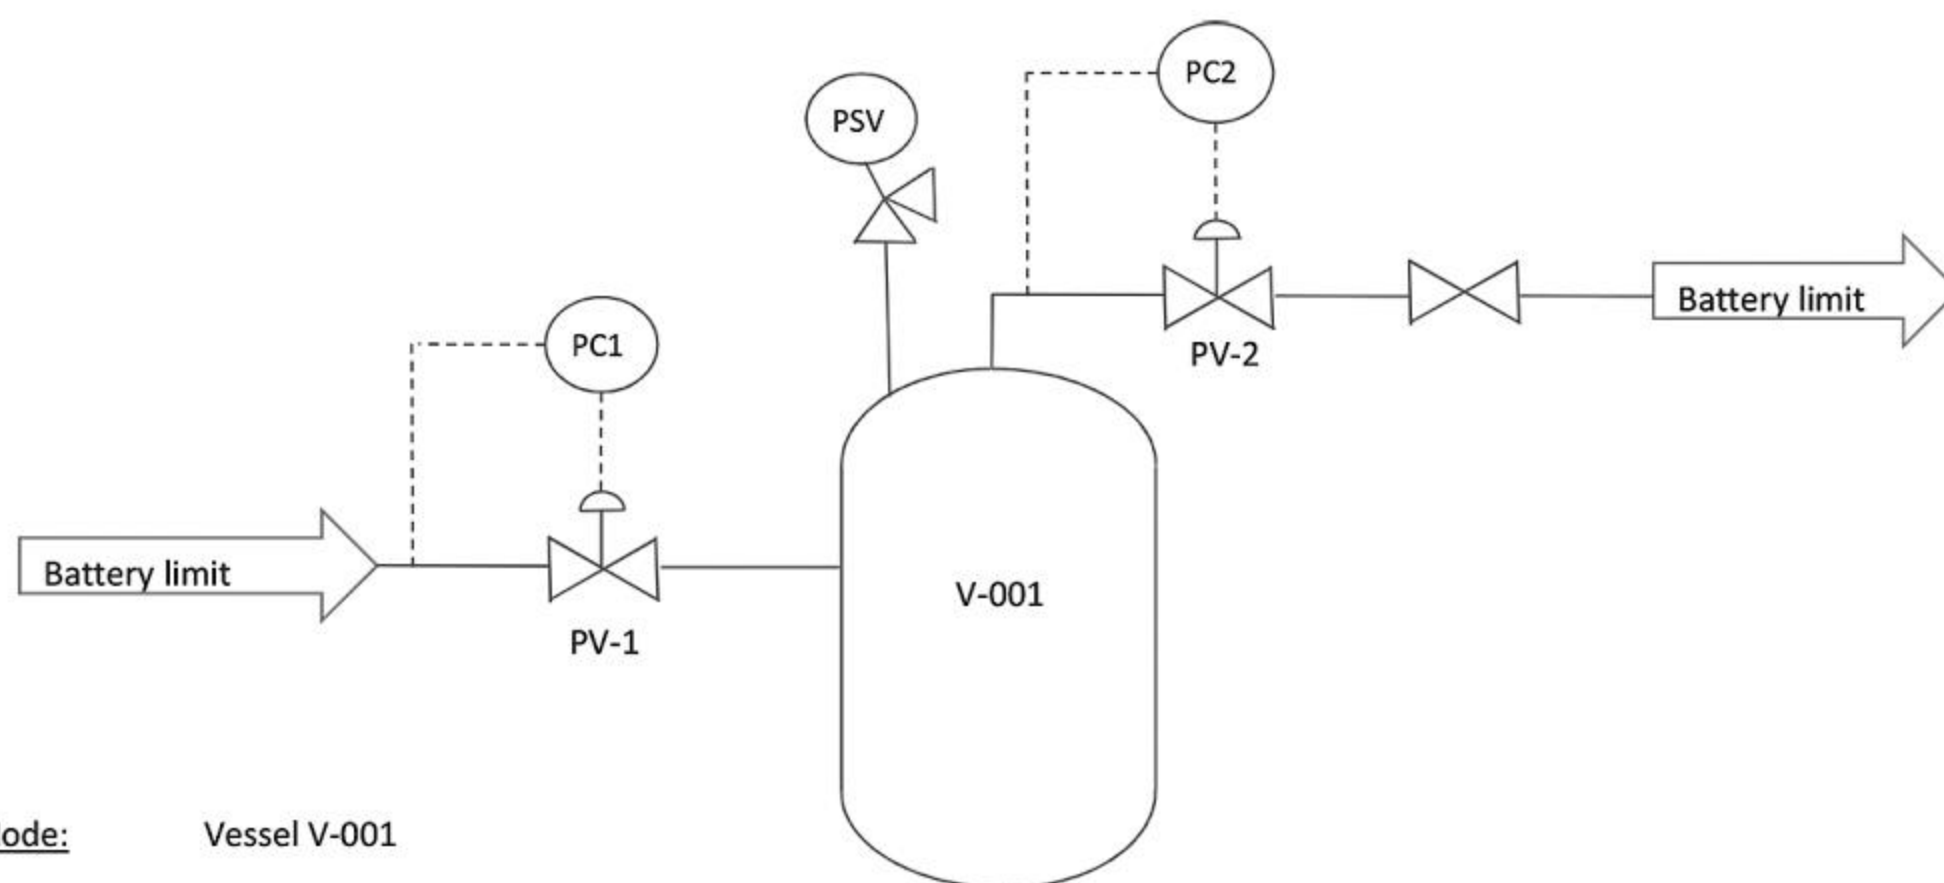 PC2
PSV
PC1
Battery limit
PV-2
Battery limit
V-001
PV-1
ode: Vessel V-001